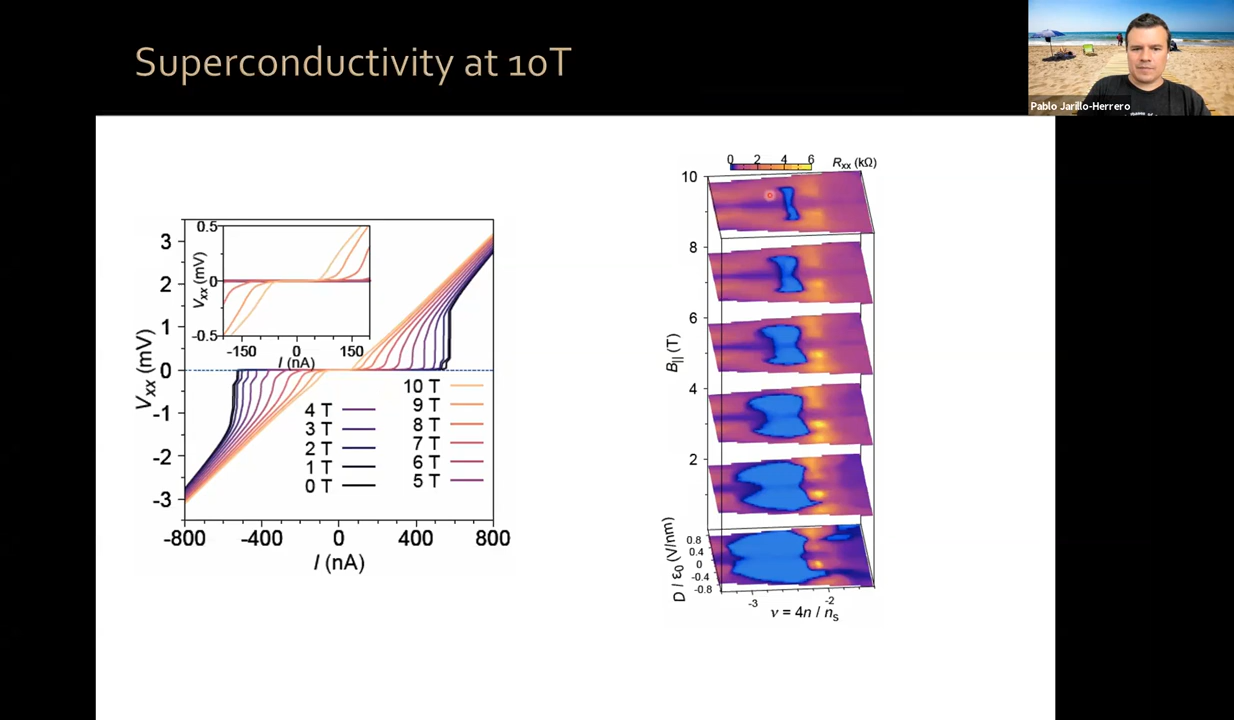 Superconductivity at 10T
Pablo Jarillo-Herrero
V_xx (mV)
3
2
1
0
-1
-2
-3
-800
-400
0
400
800
I (nA)
V_xx (mV)
0.5
0
-0.5
-150
0
150
I (nA)
4 T
3 T
2 T
1 T
0 T
10 T
9 T
8 T
7 T
6 T
5 T
0 2 4 6
R_xx (kΩ)
B_|| (T)
10
8
6
4
2
D / ε_0 (V/nm)
0.8
0.4
0
-0.4
-0.8
-3
-2
ν = 4n / n_s